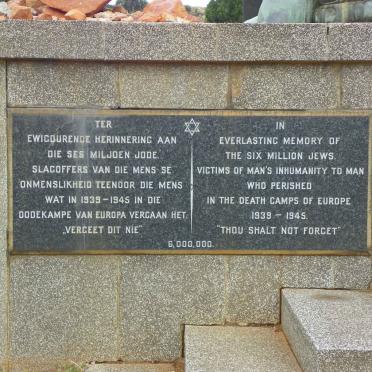 TER
EWIGDURENDE HERINNERING AAN
DIE SES MILJOEN JODE.
SLAGOFFERS VAN DIE MENS SE
ONMENSLIKHEID TEENOOR DIE MENS
WAT IN 1939-1945 IN DIE
DODEKAMPE VAN EUROPA VERGAAN HET.
„VERGEET DIT NIE"
IN
EVERLASTING MEMORY OF
THE SIX MILLION JEWS.
VICTIMS OF MAN'S INHUMANITY TO MAN
WHO PERISHED
IN THE DEATH CAMPS OF EUROPE
1939-1945.
"THOU SHALT NOT FORGET"
6,000,000.